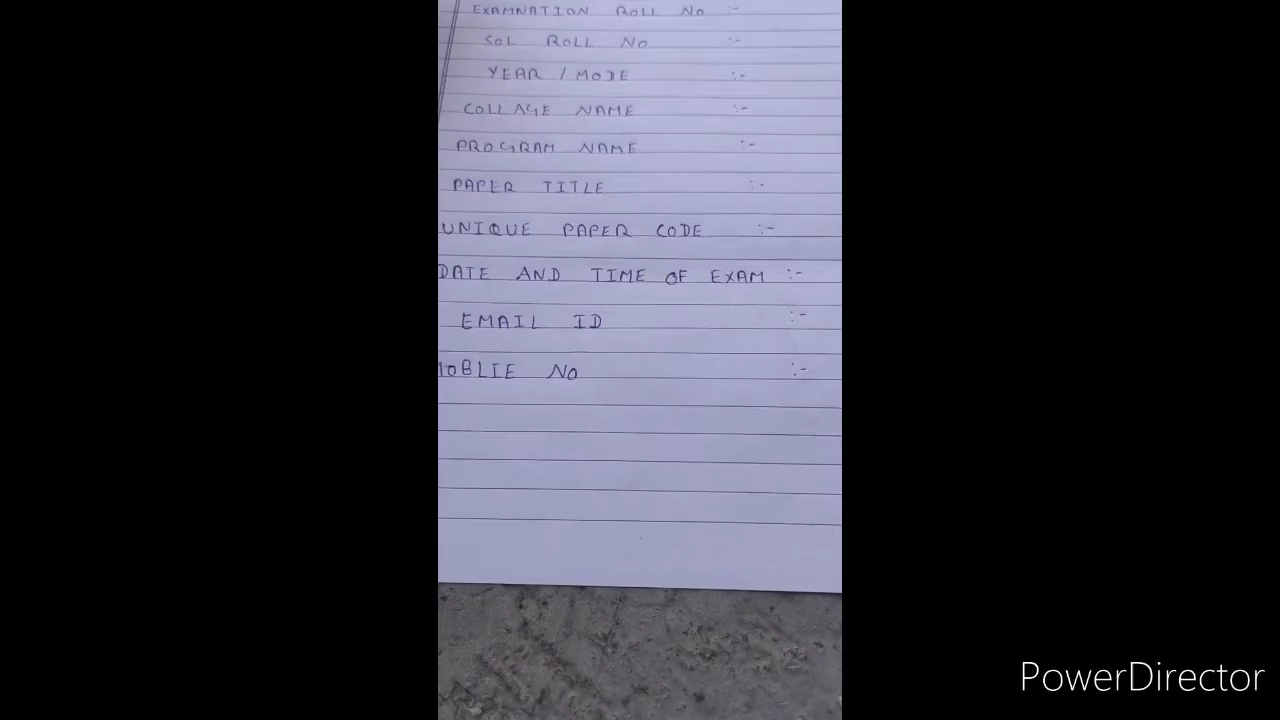 EXAMNATION ROLL NO :-
SOL ROLL NO :-
YEAR / MODE :-
COLLAGE NAME :-
PROGRAM NAME :-
PAPER TITLE :-
UNIQUE PAPER CODE :-
DATE AND TIME OF EXAM :-
EMAIL ID :-
MOBLIE NO :-
PowerDirector